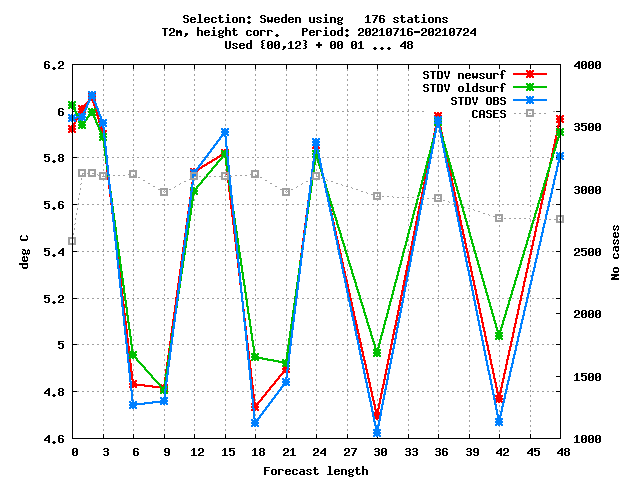 Selection: Sweden using   176 stations
T2m, height corr.   Period: 20210716-20210724
Used {00,12} + 00 01 ... 48
STDV newsurf
STDV oldsurf
STDV OBS
CASES
deg C
6.2
6
5.8
5.6
5.4
5.2
5
4.8
4.6
4000
3500
3000
2500
2000
1500
1000
No cases
0 3 6 9 12 15 18 21 24 27 30 33 36 39 42 45 48
Forecast length